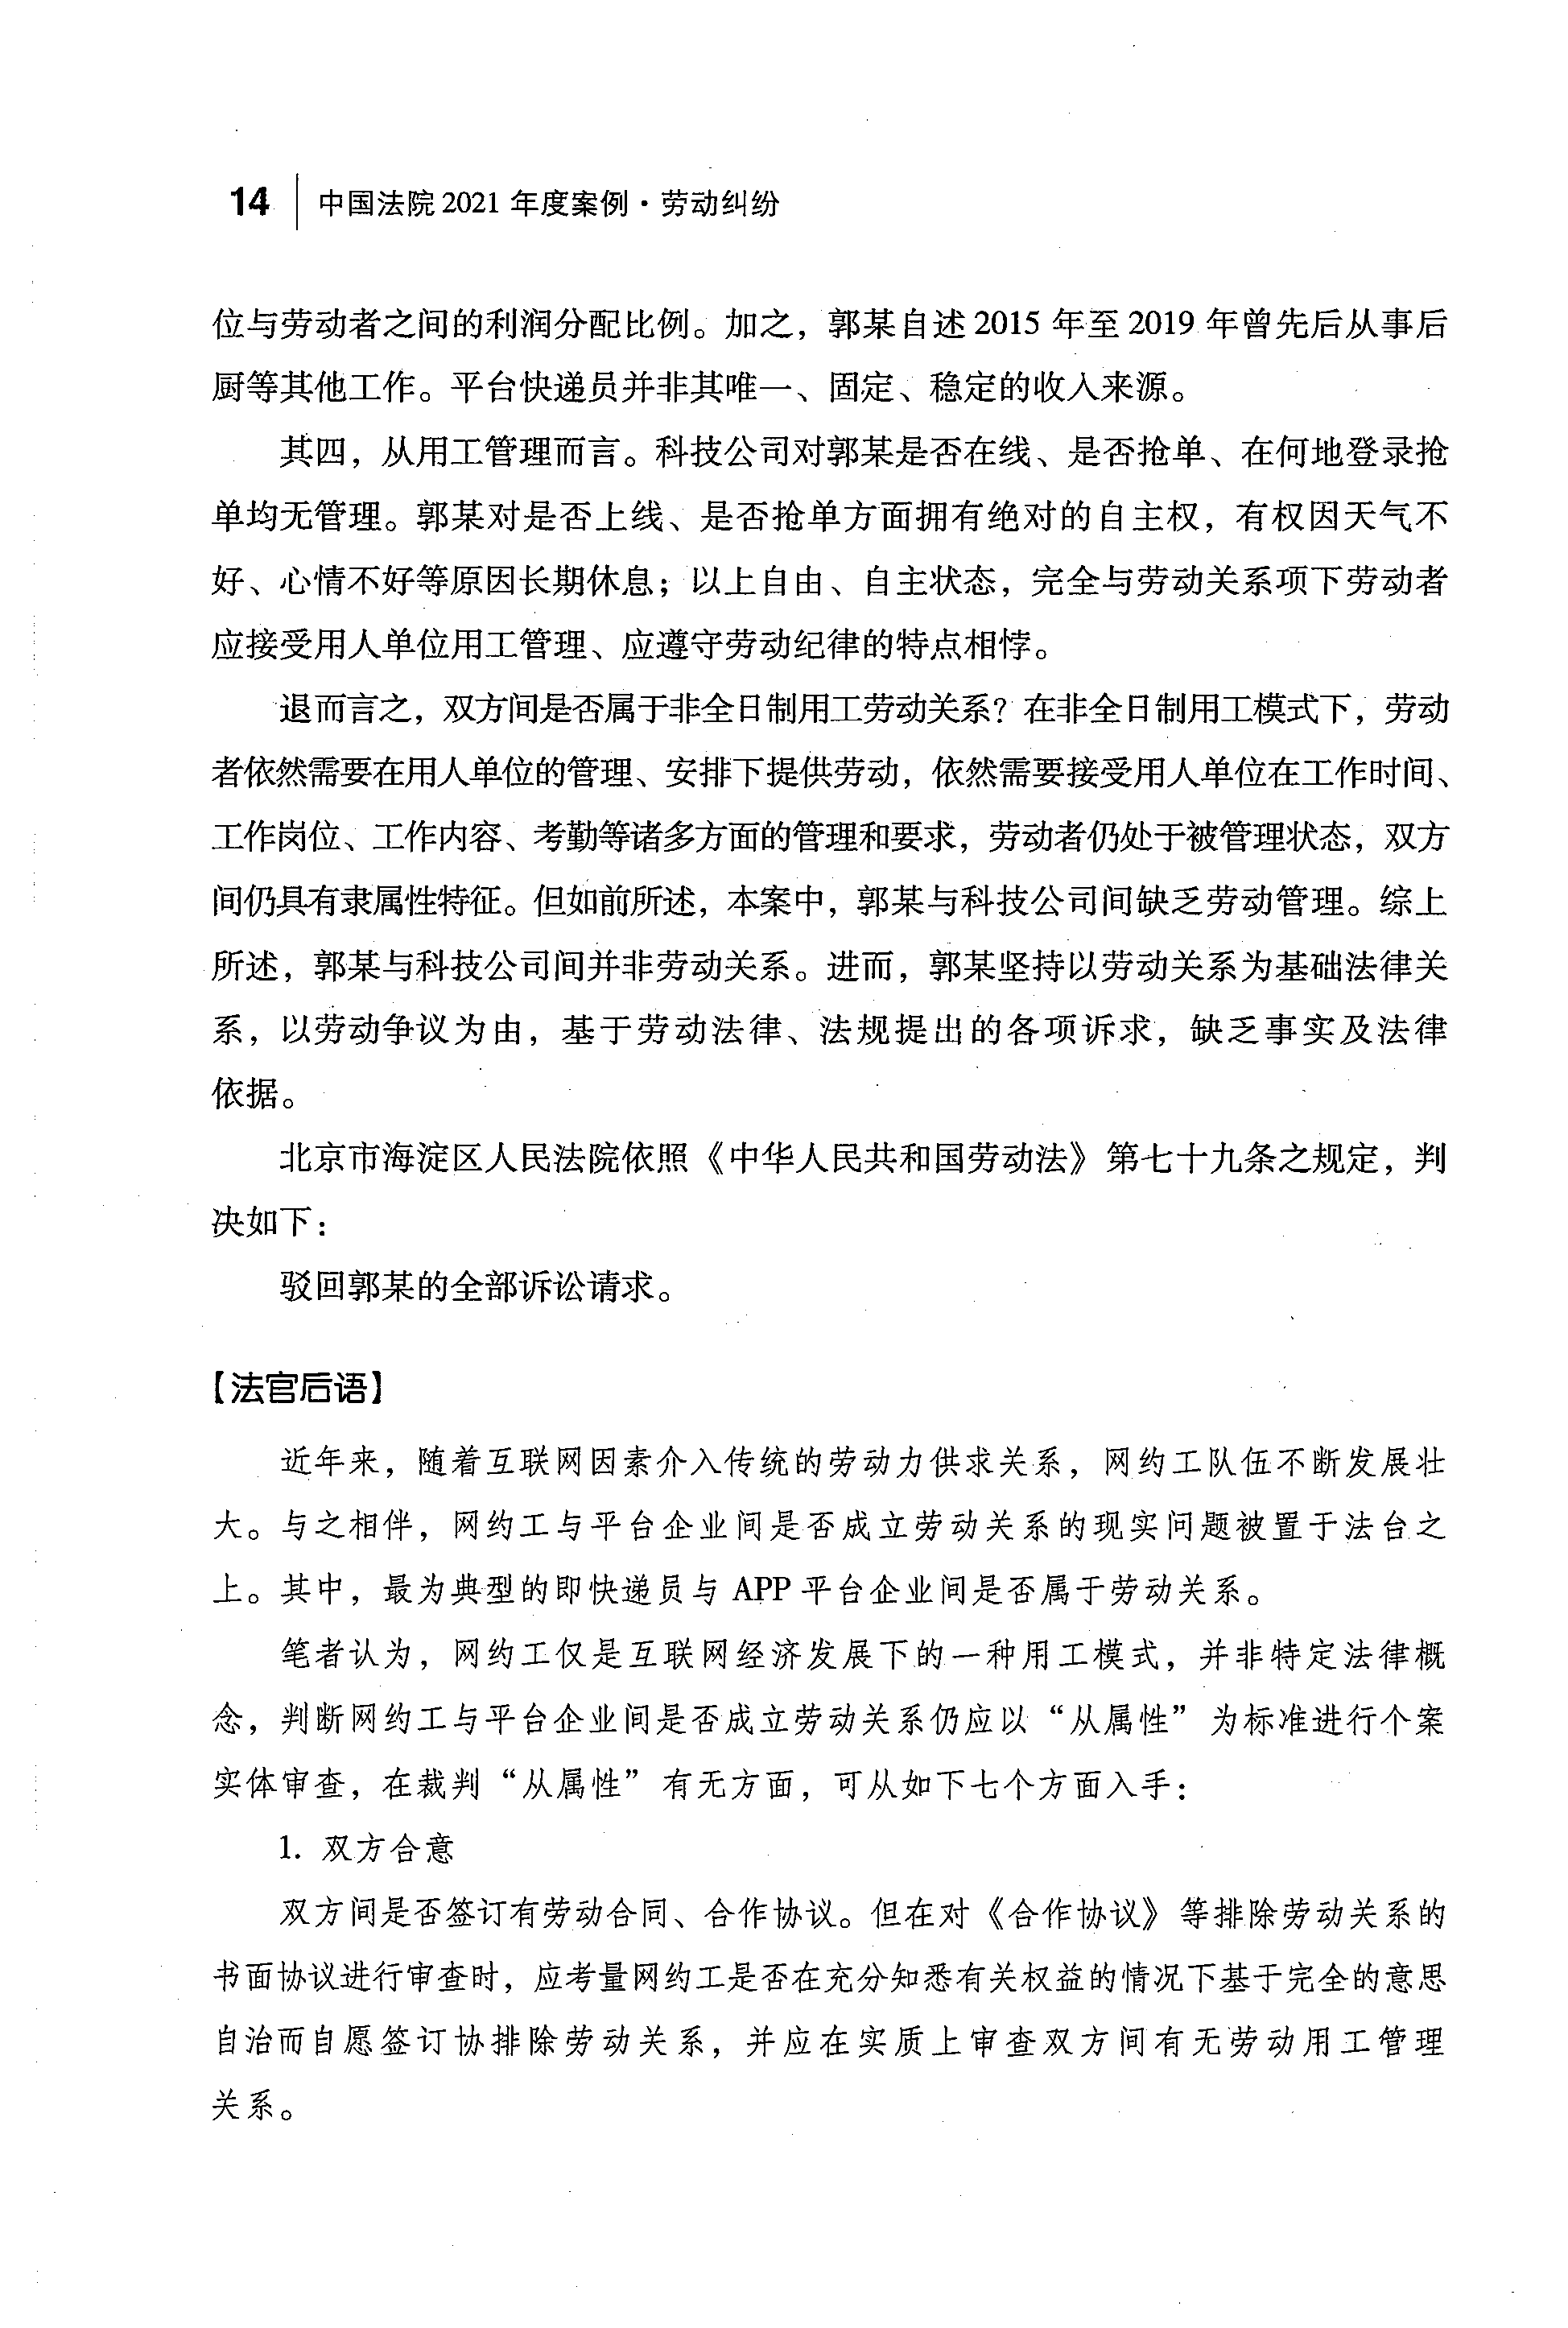 14 中国法院2021年度案例·劳动纠纷
位与劳动者之间的利润分配比例。加之，郭某自述2015年至2019年曾先后从事后
厨等其他工作。平台快递员并非其唯一、固定、稳定的收入来源。
其四，从用工管理而言。科技公司对郭某是否在线、是否抢单、在何地登录抢
单均无管理。郭某对是否上线、是否抢单方面拥有绝对的自主权，有权因天气不
好、心情不好等原因长期休息；以上自由、自主状态，完全与劳动关系项下劳动者
应接受用人单位用工管理、应遵守劳动纪律的特点相悖。
退而言之，双方间是否属于非全日制用工劳动关系？在非全日制用工模式下，劳动
者依然需要在用人单位的管理、安排下提供劳动，依然需要接受用人单位在工作时间、
工作岗位、工作内容、考勤等诸多方面的管理和要求，劳动者仍处于被管理状态，双方
间仍具有隶属性特征。但如前所述，本案中，郭某与科技公司间缺乏劳动管理。综上
所述，郭某与科技公司间并非劳动关系。进而，郭某坚持以劳动关系为基础法律关
系，以劳动争议为由，基于劳动法律、法规提出的各项诉求，缺乏事实及法律
依据。
北京市海淀区人民法院依照《中华人民共和国劳动法》第七十九条之规定，判
决如下：
驳回郭某的全部诉讼请求。
【法官后语】
近年来，随着互联网因素介入传统的劳动力供求关系，网约工队伍不断发展壮
大。与之相伴，网约工与平台企业间是否成立劳动关系的现实问题被置于法台之
上。其中，最为典型的即快递员与APP平台企业间是否属于劳动关系。
笔者认为，网约工仅是互联网经济发展下的一种用工模式，并非特定法律概
念，判断网约工与平台企业间是否成立劳动关系仍应以“从属性”为标准进行个案
实体审查，在裁判“从属性”有无方面，可从如下七个方面入手：
1. 双方合意
双方间是否签订有劳动合同、合作协议。但在对《合作协议》等排除劳动关系的
书面协议进行审查时，应考量网约工是否在充分知悉有关权益的情况下基于完全的意思
自治而自愿签订协排除劳动关系，并应在实质上审查双方间有无劳动用工管理
关系。